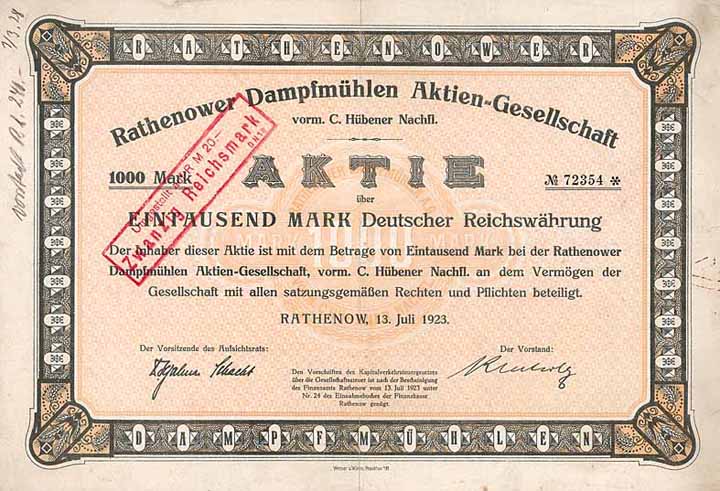 RATHENOWER
Rathenower Dampfmühlen Aktien-Gesellschaft
vorm. C. Hübener Nachfl.
1000 Mark
AKTIE
№ 72354 *
über
EINTAUSEND MARK Deutscher Reichswährung
Der Inhaber dieser Aktie ist mit dem Betrage von Eintausend Mark bei der Rathenower
Dampfmühlen Aktien-Gesellschaft, vorm. C. Hübener Nachfl. an dem Vermögen der
Gesellschaft mit allen satzungsgemäßen Rechten und Pflichten beteiligt.
RATHENOW, 13. Juli 1923.
Der Vorsitzende des Aufsichtsrats:
Der Vorstand:
Hjalmar Schacht
Den Vorschriften des Kapitalverkehrsteuergesetzes
über die Gesellschaftssteuer ist nach der Bescheinigung
des Finanzamts Rathenow vom 13. Juli 1923 unter
Nr. 24 des Einnahmebuches der Finanzkasse
Rathenow genügt.
DAMPFMÜHLEN
M 20.—
Zwanzig Reichsmark
1000